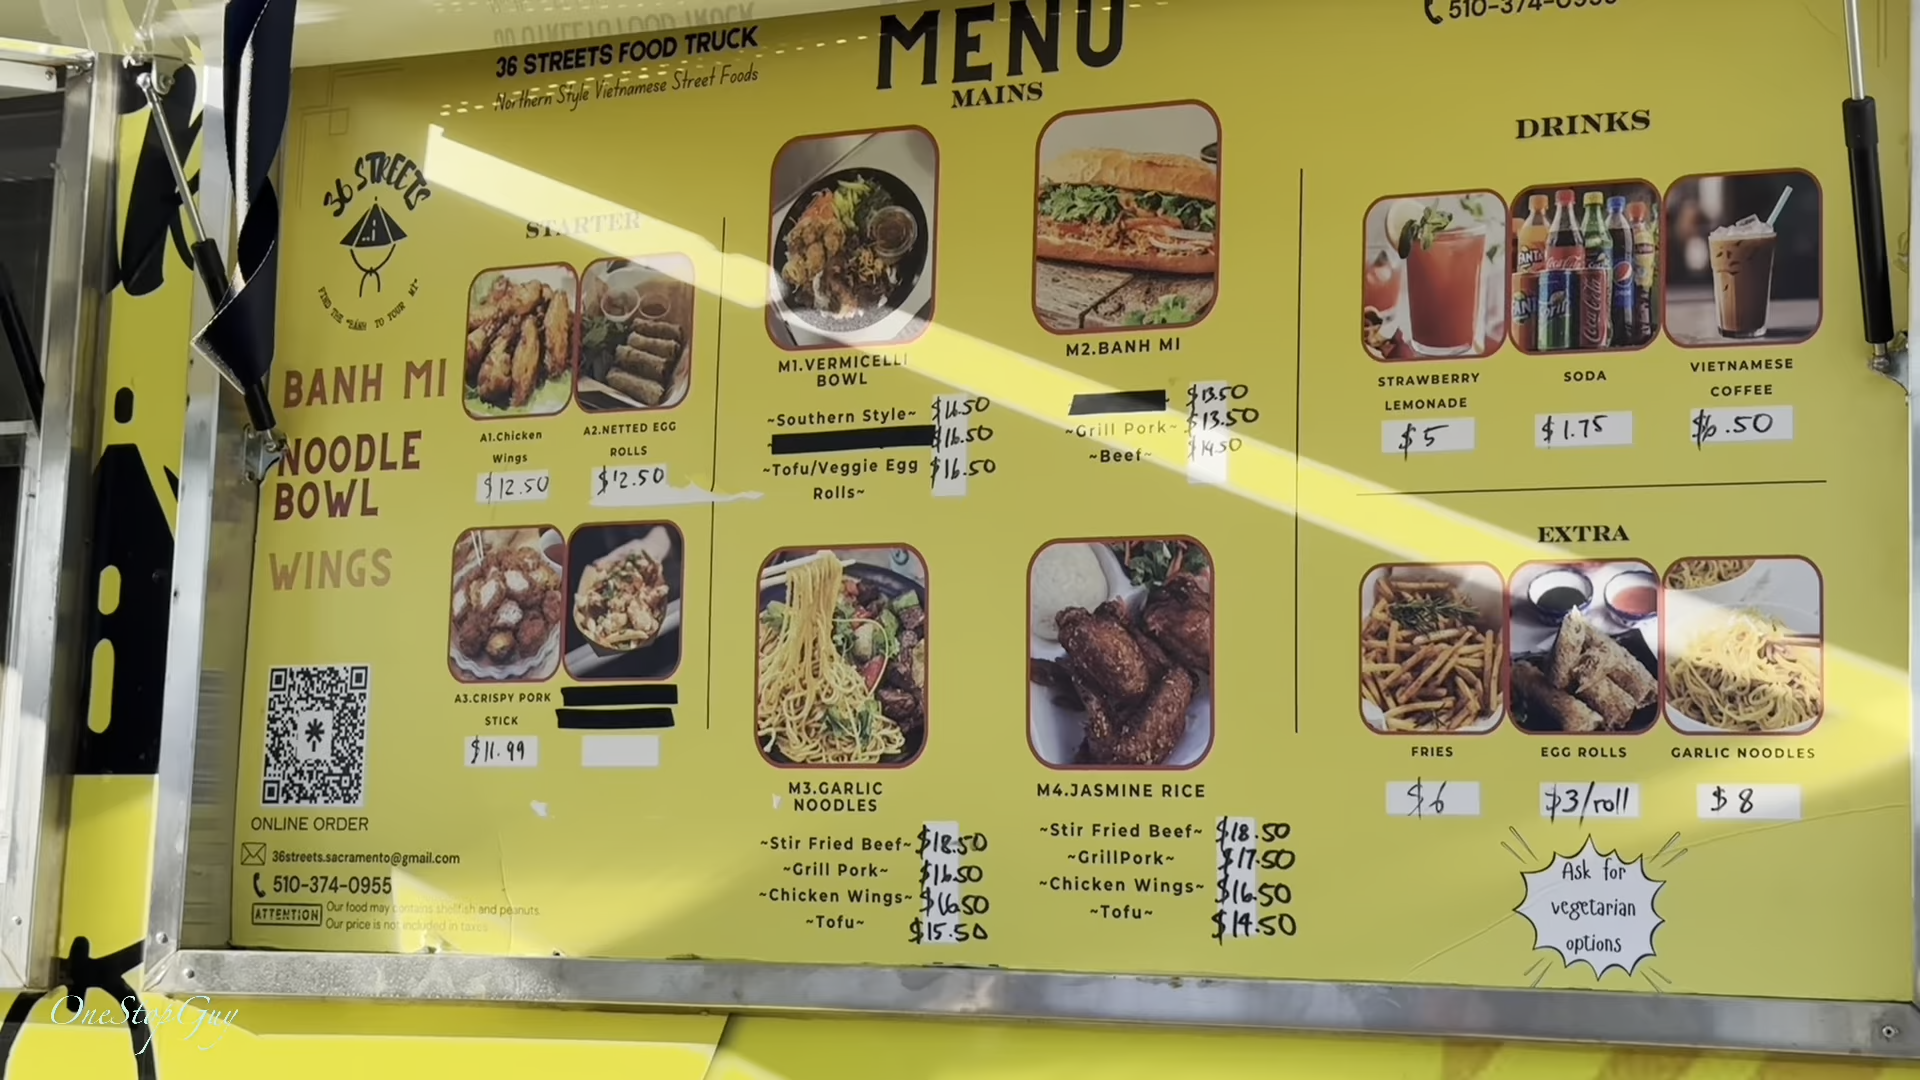 36 STREETS FOOD TRUCK
Northern Style Vietnamese Street Foods
MENU
MAINS
36 STREETS
FIND THE "BÁNH TO YOUR MI"
BANH MI
NOODLE
BOWL
WINGS
ONLINE ORDER
36streets.sacramento@gmail.com
510-374-0955
ATTENTION
Our food may contains shellfish and peanuts.
Our price is not included in taxes
STARTER
A1.Chicken
Wings
$12.50
A2.NETTED EGG
ROLLS
$12.50
A3.CRISPY PORK
STICK
$11.99
M1.VERMICELLI
BOWL
~Southern Style~ $16.50
$16.50
~Tofu/Veggie Egg $16.50
Rolls~
M2.BANH MI
$13.50
~Grill Pork~ $13.50
~Beef~ $14.50
M3.GARLIC
NOODLES
~Stir Fried Beef~ $18.50
~Grill Pork~ $16.50
~Chicken Wings~ $16.50
~Tofu~ $15.50
M4.JASMINE RICE
~Stir Fried Beef~ $18.50
~GrillPork~ $17.50
~Chicken Wings~ $16.50
~Tofu~ $14.50
DRINKS
STRAWBERRY
LEMONADE
$5
SODA
$1.75
VIETNAMESE
COFFEE
$6.50
EXTRA
FRIES
$6
EGG ROLLS
$3/roll
GARLIC NOODLES
$8
Ask for
vegetarian
options
OneStopGuy